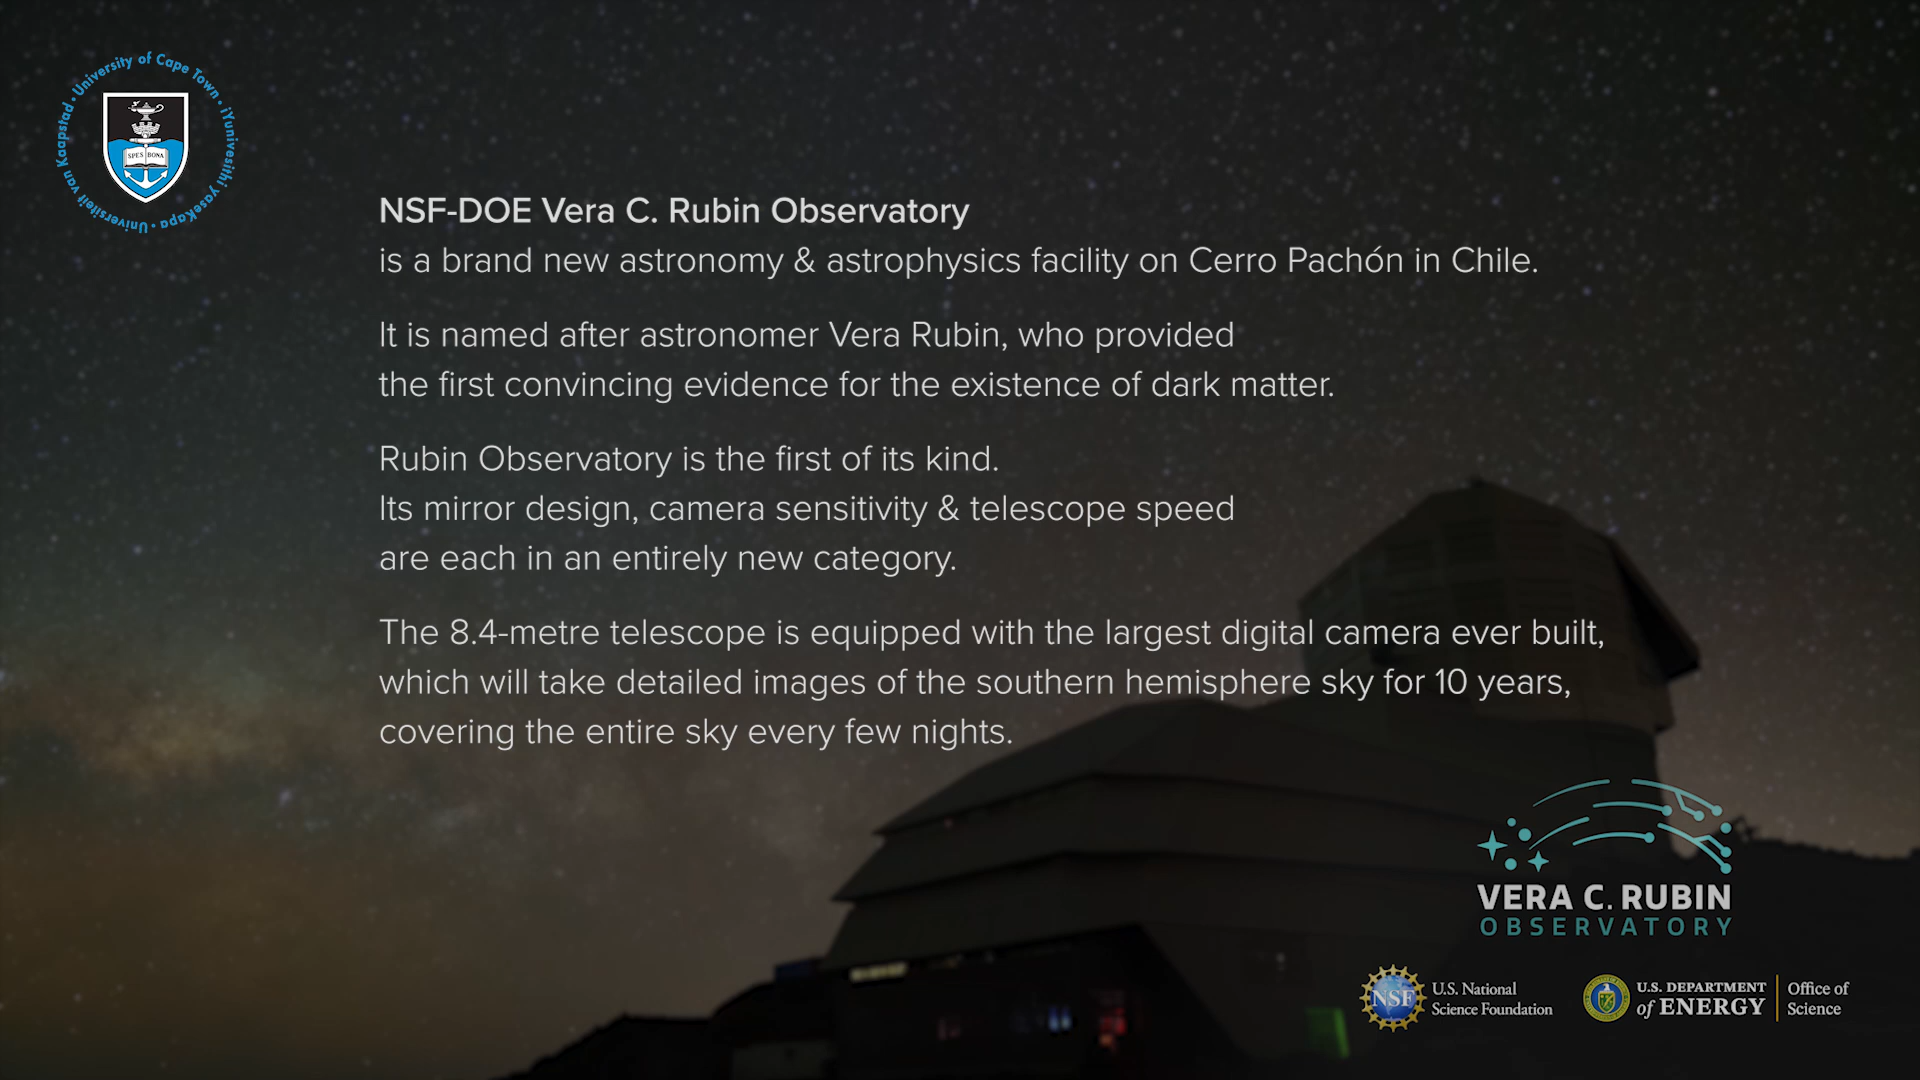 University of Cape Town • iYunivesithi yaseKapa • Universiteit van Kaapstad •
SPES BONA
NSF-DOE Vera C. Rubin Observatory
is a brand new astronomy & astrophysics facility on Cerro Pachón in Chile.
It is named after astronomer Vera Rubin, who provided
the first convincing evidence for the existence of dark matter.
Rubin Observatory is the first of its kind.
Its mirror design, camera sensitivity & telescope speed
are each in an entirely new category.
The 8.4-metre telescope is equipped with the largest digital camera ever built,
which will take detailed images of the southern hemisphere sky for 10 years,
covering the entire sky every few nights.
VERA C. RUBIN
OBSERVATORY
NSF
U.S. National
Science Foundation
U.S. DEPARTMENT
of ENERGY
Office of
Science